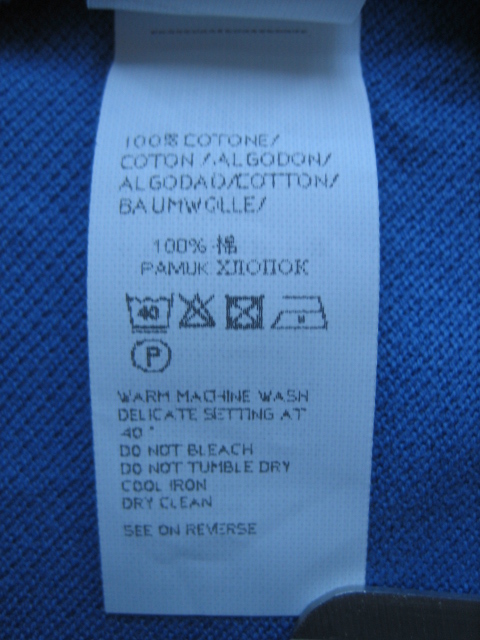 100% COTONE/
COTON /ALGODON/
ALGODAO/COTTON/
BAUMWOLLE/
100% 棉
PAMUK ХЛОПОК
40
P
WARM MACHINE WASH
DELICATE SETTING AT
40°
DO NOT BLEACH
DO NOT TUMBLE DRY
COOL IRON
DRY CLEAN
SEE ON REVERSE